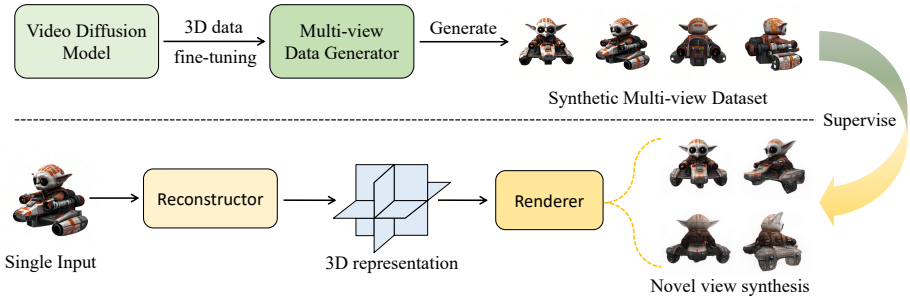 Video Diffusion
Model
3D data
fine-tuning
Multi-view
Data Generator
Generate
Synthetic Multi-view Dataset
Supervise
Single Input
Reconstructor
3D representation
Renderer
Novel view synthesis